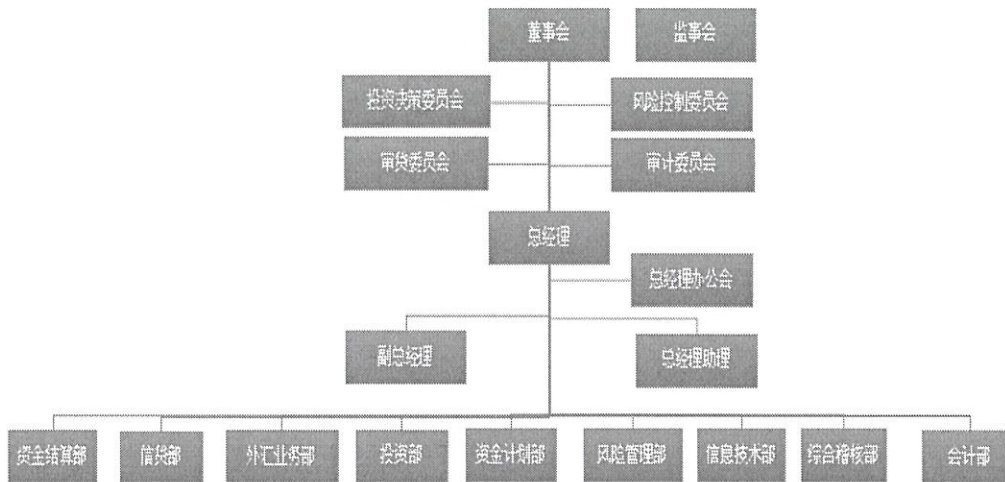 董事会 监事会
投资决策委员会 风险控制委员会
审贷委员会 审计委员会
总经理
总经理办公会
副总经理 总经理助理
资金结算部 信贷部 外汇业务部 投资部 资金计划部 风险管理部 信息技术部 综合稽核部 会计部